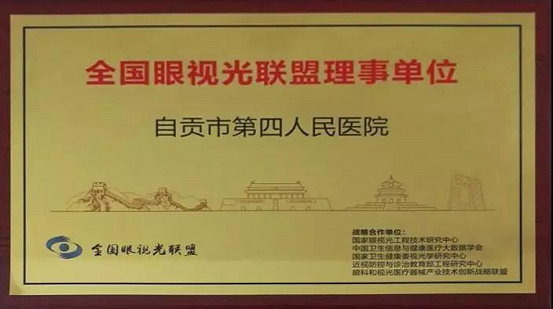 全国眼视光联盟理事单位
自贡市第四人民医院
全国眼视光联盟
战略合作单位：
国家眼视光工程技术研究中心
中国卫生信息与健康医疗大数据学会
国家卫生健康委视光学研究中心
近视防控与诊治教育部工程研究中心
眼科和视光医疗器械产业技术创新战略联盟